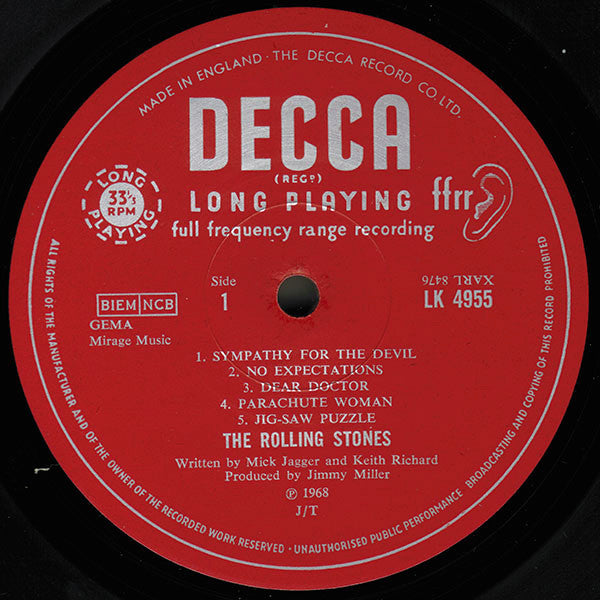 MADE IN ENGLAND · THE DECCA RECORD CO. LTD.
DECCA
(REGD)
LONG PLAYING
ffrr
full frequency range recording
LONG
33⅓
RPM
PLAYING
Side
1
XARL 8476
LK 4955
BIEM NCB
GEMA
Mirage Music
1. SYMPATHY FOR THE DEVIL
2. NO EXPECTATIONS
3. DEAR DOCTOR
4. PARACHUTE WOMAN
5. JIG-SAW PUZZLE
THE ROLLING STONES
Written by Mick Jagger and Keith Richard
Produced by Jimmy Miller
℗ 1968
J/T
ALL RIGHTS OF THE MANUFACTURER AND OF THE OWNER OF THE RECORDED WORK RESERVED · UNAUTHORISED PUBLIC PERFORMANCE BROADCASTING AND COPYING OF THIS RECORD PROHIBITED